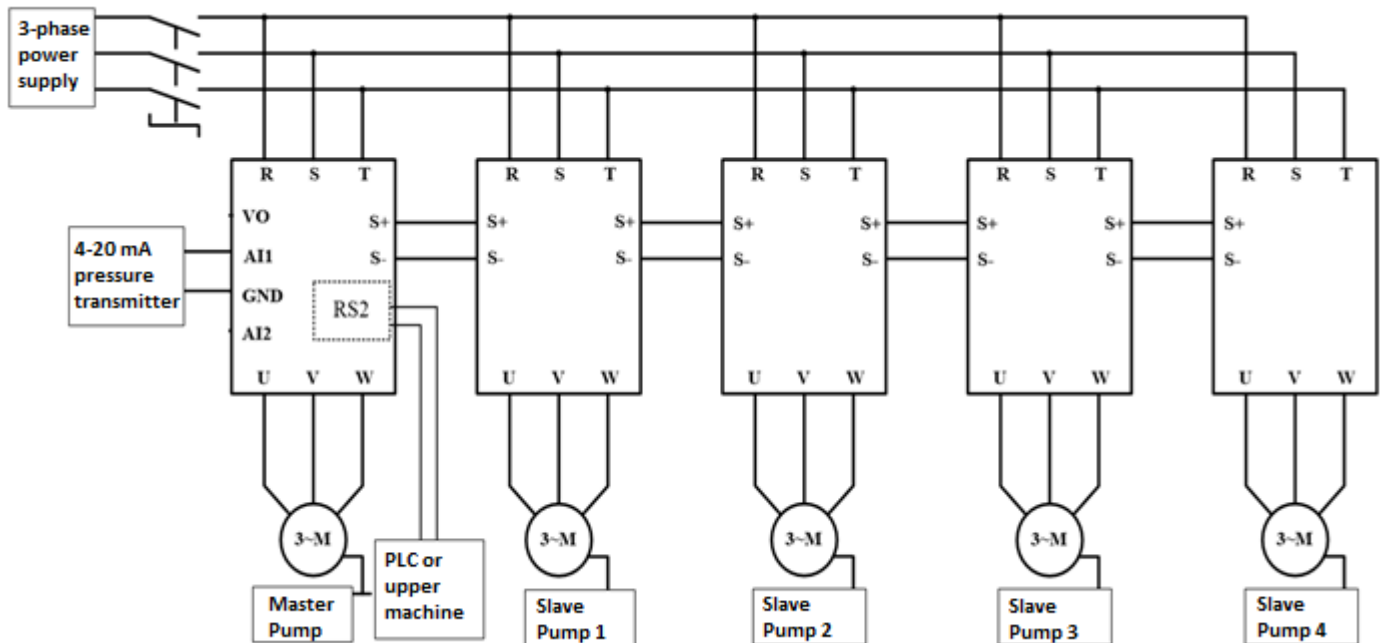 3-phase
power
supply
R S T
R S T
R S T
R S T
R S T
VO
AI1
GND
AI2
S+
S-
RS2
U V W
4-20 mA
pressure
transmitter
S+
S-
S+
S-
U V W
S+
S-
S+
S-
U V W
S+
S-
S+
S-
U V W
S+
S-
U V W
3~M
3~M
3~M
3~M
3~M
Master
Pump
PLC or
upper
machine
Slave
Pump 1
Slave
Pump 2
Slave
Pump 3
Slave
Pump 4